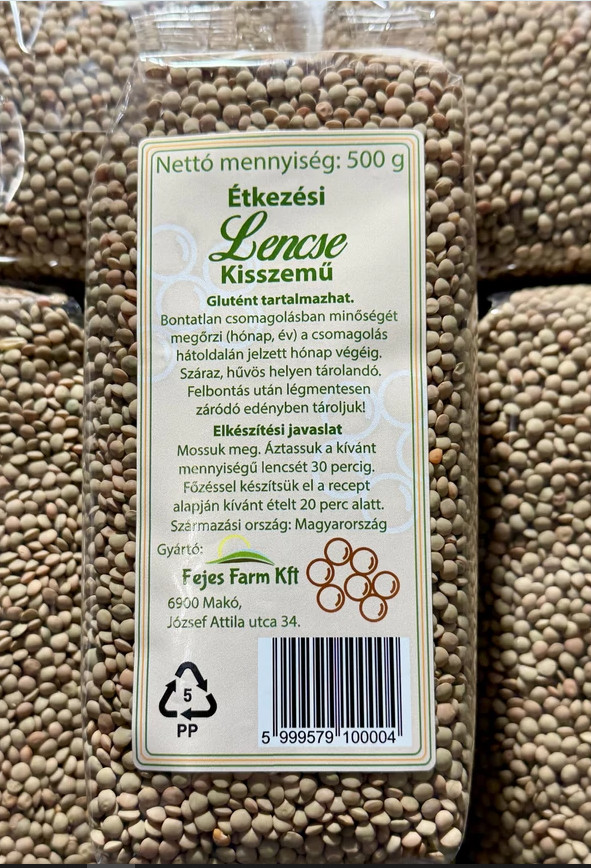 Nettó mennyiség: 500 g
Étkezési
Lencse
Kisszemű
Glutént tartalmazhat.
Bontatlan csomagolásban minőségét
megőrzi (hónap, év) a csomagolás
hátoldalán jelzett hónap végéig.
Száraz, hűvös helyen tárolandó.
Felbontás után légmentesen
záródó edényben tároljuk!
Elkészítési javaslat
Mossuk meg. Áztassuk a kívánt
mennyiségű lencsét 30 percig.
Főzéssel készítsük el a recept
alapján kívánt ételt 20 perc alatt.
Származási ország: Magyarország
Gyártó:
Fejes Farm Kft
6900 Makó,
József Attila utca 34.
5
PP
5 999579 100004